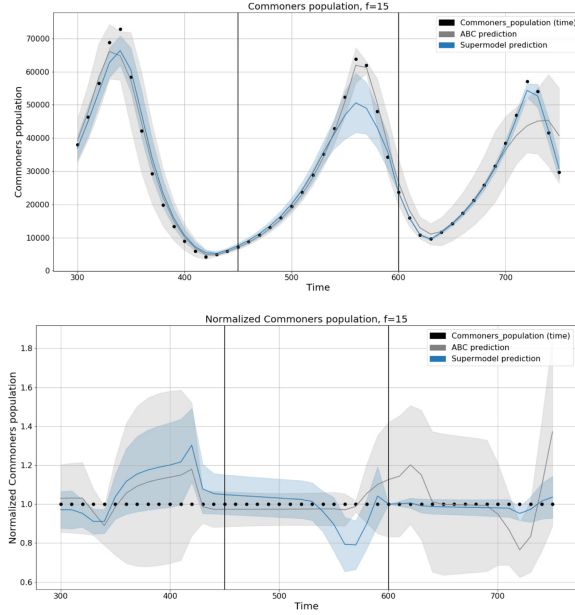 Commoners population, f=15
Commoners_population (time)
ABC prediction
Supermodel prediction
Commoners population
70000
60000
50000
40000
30000
20000
10000
0
300 400 500 600 700
Time
Normalized Commoners population, f=15
Commoners_population (time)
ABC prediction
Supermodel prediction
Normalized Commoners population
1.8
1.6
1.4
1.2
1.0
0.8
0.6
300 400 500 600 700
Time